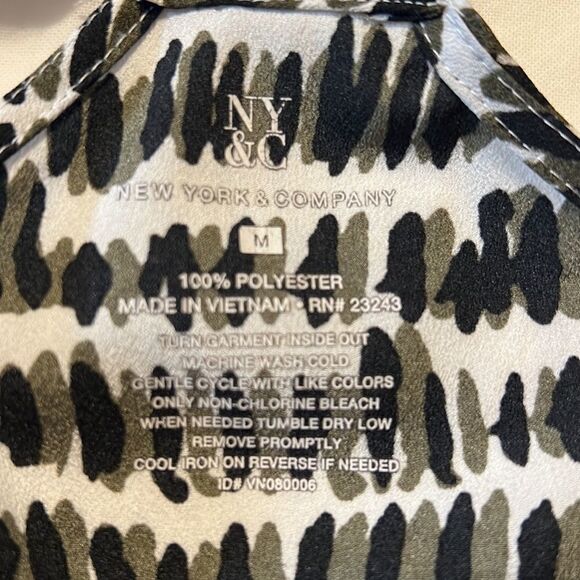 NY
&C
NEW YORK & COMPANY
M
100% POLYESTER
MADE IN VIETNAM • RN# 23243
TURN GARMENT INSIDE OUT
MACHINE WASH COLD
GENTLE CYCLE WITH LIKE COLORS
ONLY NON-CHLORINE BLEACH
WHEN NEEDED TUMBLE DRY LOW
REMOVE PROMPTLY
COOL IRON ON REVERSE IF NEEDED
ID# VN080006